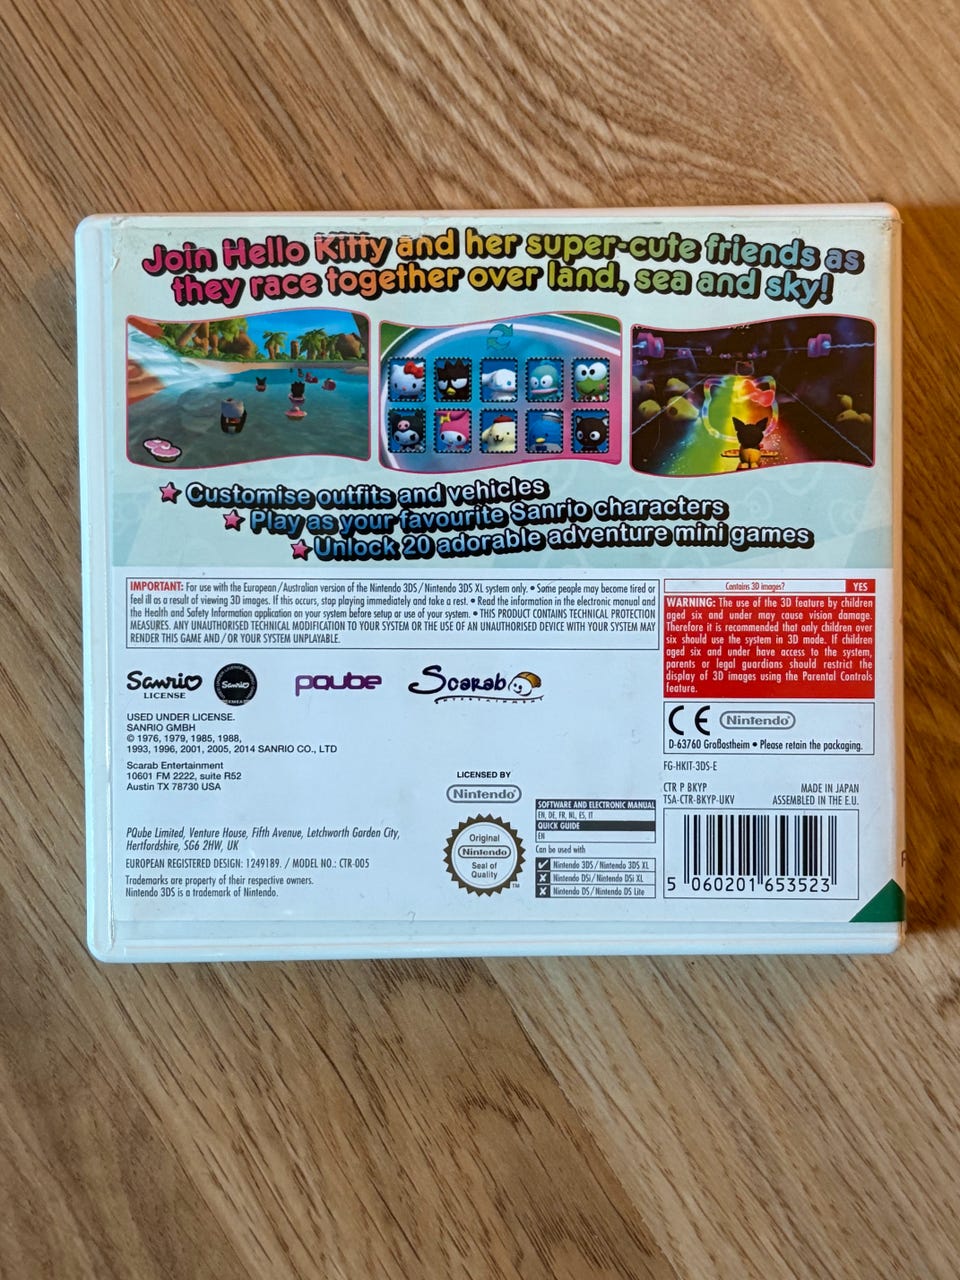 Join Hello Kitty and her super-cute friends as
they race together over land, sea and sky!
Customise outfits and vehicles
Play as your favourite Sanrio characters
Unlock 20 adorable adventure mini games
IMPORTANT: For use with the European/Australian version of the Nintendo 3DS/Nintendo 3DS XL system only. • Some people may become tired or
feel ill as a result of viewing 3D images. If this occurs, stop playing immediately and take a rest. • Read the information in the electronic manual and
the Health and Safety Information application on your system before setup or use of your system. • THIS PRODUCT CONTAINS TECHNICAL PROTECTION
MEASURES. ANY UNAUTHORISED TECHNICAL MODIFICATION TO YOUR SYSTEM OR THE USE OF AN UNAUTHORISED DEVICE WITH YOUR SYSTEM MAY
RENDER THIS GAME AND/OR YOUR SYSTEM UNPLAYABLE.
Contains 3D images? YES
WARNING: The use of the 3D feature by children
aged six and under may cause vision damage.
Therefore it is recommended that only children over
six should use the system in 3D mode. If children
aged six and under have access to the system,
parents or legal guardians should restrict the
display of 3D images using the Parental Controls
feature.
Sanrio
LICENSE
Sanrio
pqube
Scarab
ENTERTAINMENT
USED UNDER LICENSE.
SANRIO GMBH
© 1976, 1979, 1985, 1988,
1993, 1996, 2001, 2005, 2014 SANRIO CO., LTD
Scarab Entertainment
10601 FM 2222, suite R52
Austin TX 78730 USA
CE Nintendo
D-63760 Großostheim • Please retain the packaging.
FG-HKIT-3DS-E
CTR P BKYP
TSA-CTR-BKYP-UKV
MADE IN JAPAN
ASSEMBLED IN THE E.U.
PQube Limited, Venture House, Fifth Avenue, Letchworth Garden City,
Hertfordshire, SG6 2HW, UK
EUROPEAN REGISTERED DESIGN: 1249189. / MODEL NO.: CTR-005
Trademarks are property of their respective owners.
Nintendo 3DS is a trademark of Nintendo.
LICENSED BY
Nintendo
Original
Nintendo
Seal of
Quality
TM
SOFTWARE AND ELECTRONIC MANUAL
EN, DE, FR, NL, ES, IT
QUICK GUIDE
EN
Can be used with
Nintendo 3DS/Nintendo 3DS XL
Nintendo DSi/Nintendo DSi XL
Nintendo DS/Nintendo DS Lite
5 060201 653523